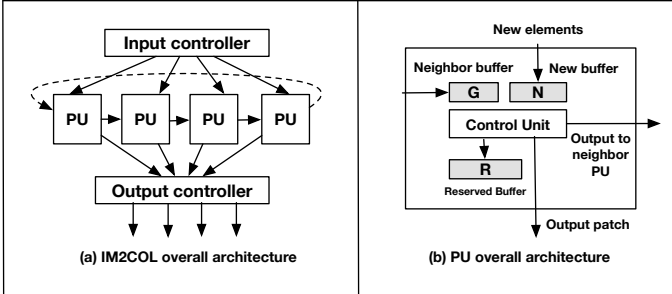 Input controller
PU PU PU PU
Output controller
(a) IM2COL overall architecture
New elements
Neighbor buffer New buffer
G N
Control Unit
Output to
neighbor
PU
R
Reserved Buffer
Output patch
(b) PU overall architecture